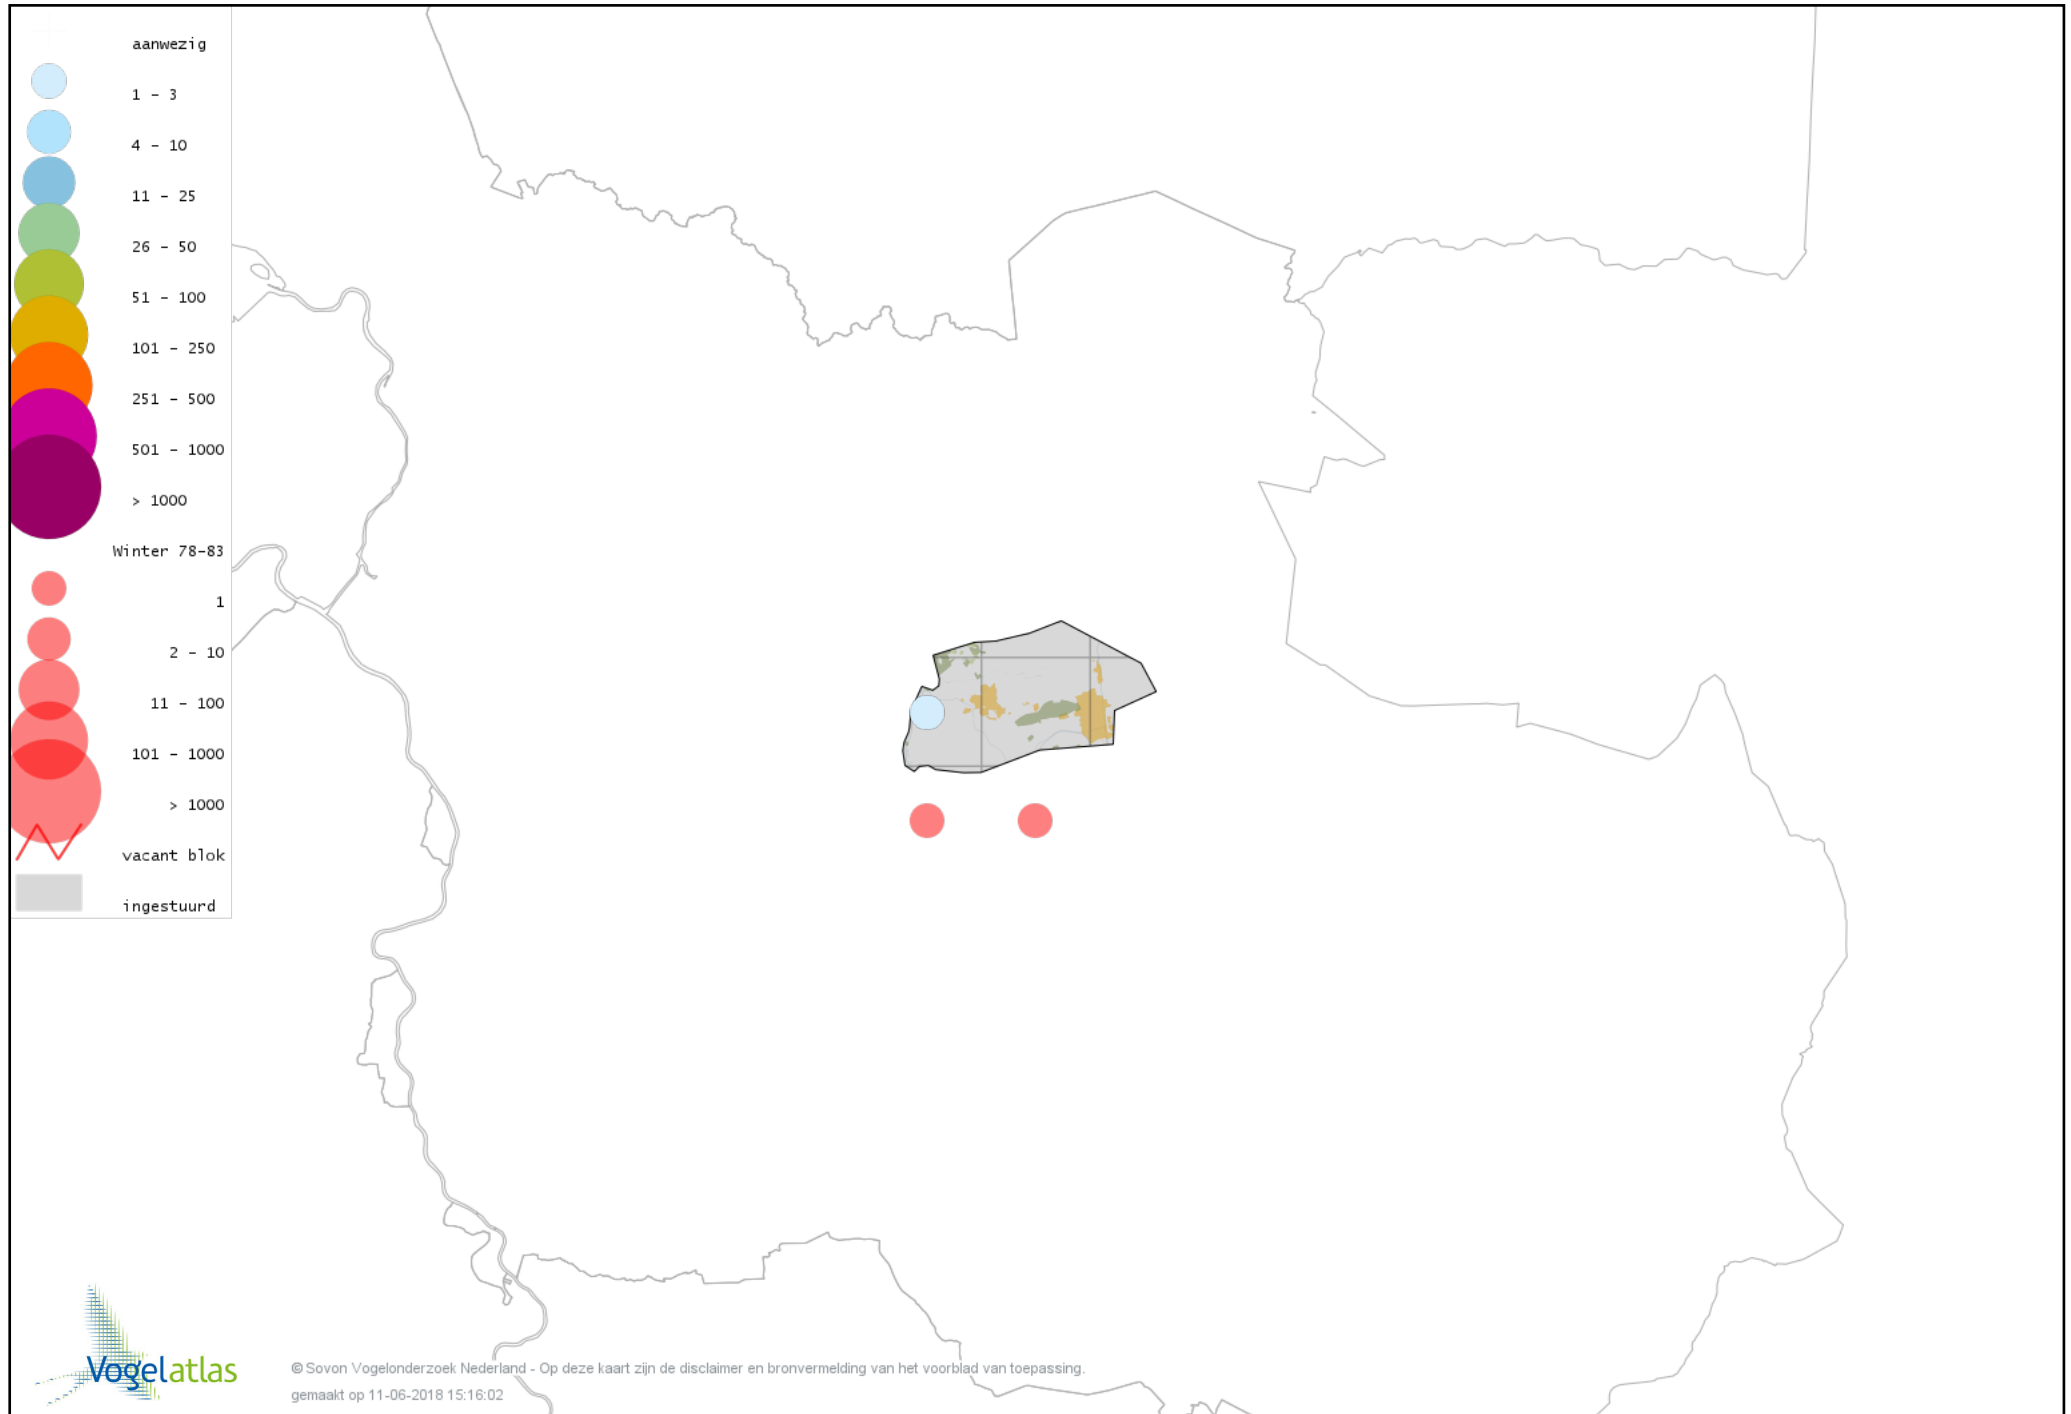 aanwezig
1 - 3
4 - 10
11 - 25
26 - 50
51 - 100
101 - 250
251 - 500
501 - 1000
> 1000
Winter 78-83
1
2 - 10
11 - 100
101 - 1000
> 1000
vacant blok
ingestuurd
Vogelatlas
© Sovon Vogelonderzoek Nederland - Op deze kaart zijn de disclaimer en bronvermelding van het voorblad van toepassing.
gemaakt op 11-06-2018 15:16:02